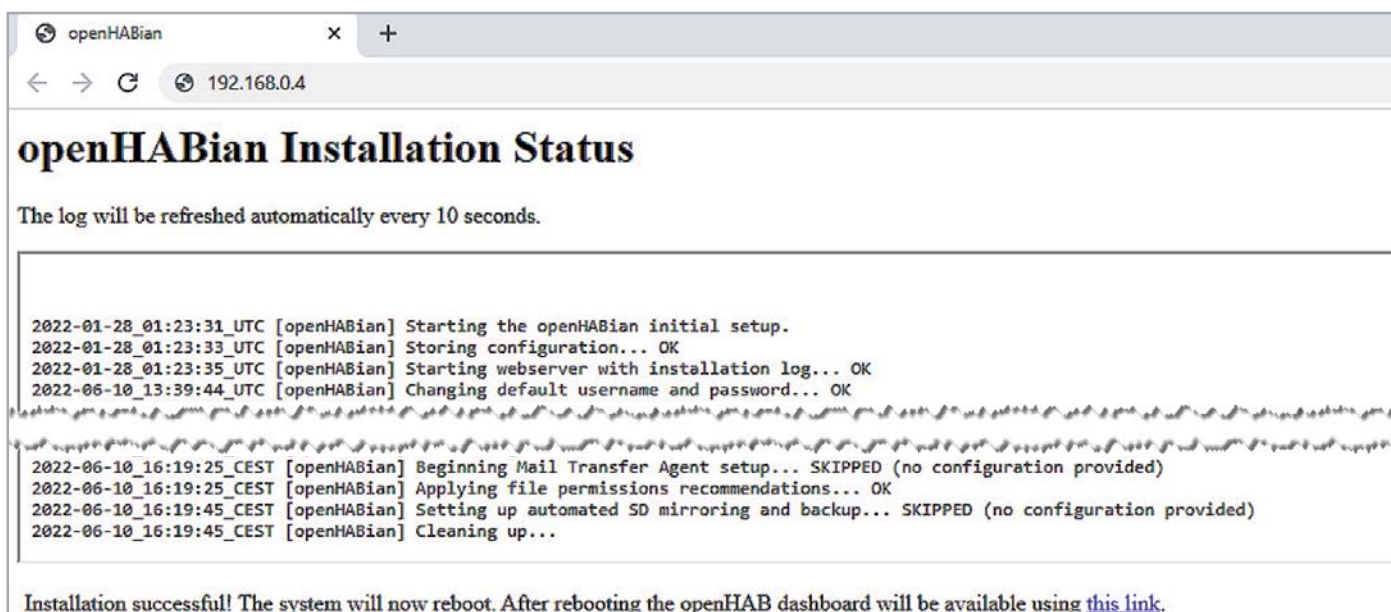 openHABian
192.168.0.4
openHABian Installation Status
The log will be refreshed automatically every 10 seconds.
2022-01-28_01:23:31_UTC [openHABian] Starting the openHABian initial setup.
2022-01-28_01:23:33_UTC [openHABian] Storing configuration... OK
2022-01-28_01:23:35_UTC [openHABian] Starting webserver with installation log... OK
2022-06-10_13:39:44_UTC [openHABian] Changing default username and password... OK
2022-06-10_16:19:25_CEST [openHABian] Beginning Mail Transfer Agent setup... SKIPPED (no configuration provided)
2022-06-10_16:19:25_CEST [openHABian] Applying file permissions recommendations... OK
2022-06-10_16:19:45_CEST [openHABian] Setting up automated SD mirroring and backup... SKIPPED (no configuration provided)
2022-06-10_16:19:45_CEST [openHABian] Cleaning up...
Installation successful! The system will now reboot. After rebooting the openHAB dashboard will be available using this link.